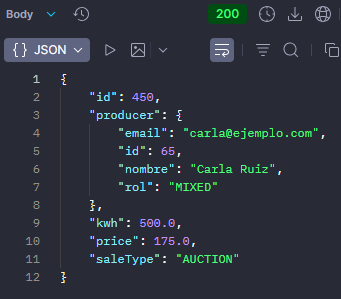 Body 200
{} JSON
1 {
2 "id": 450,
3 "producer": {
4 "email": "carla@ejemplo.com",
5 "id": 65,
6 "nombre": "Carla Ruiz",
7 "rol": "MIXED"
8 },
9 "kwh": 500.0,
10 "price": 175.0,
11 "saleType": "AUCTION"
12 }